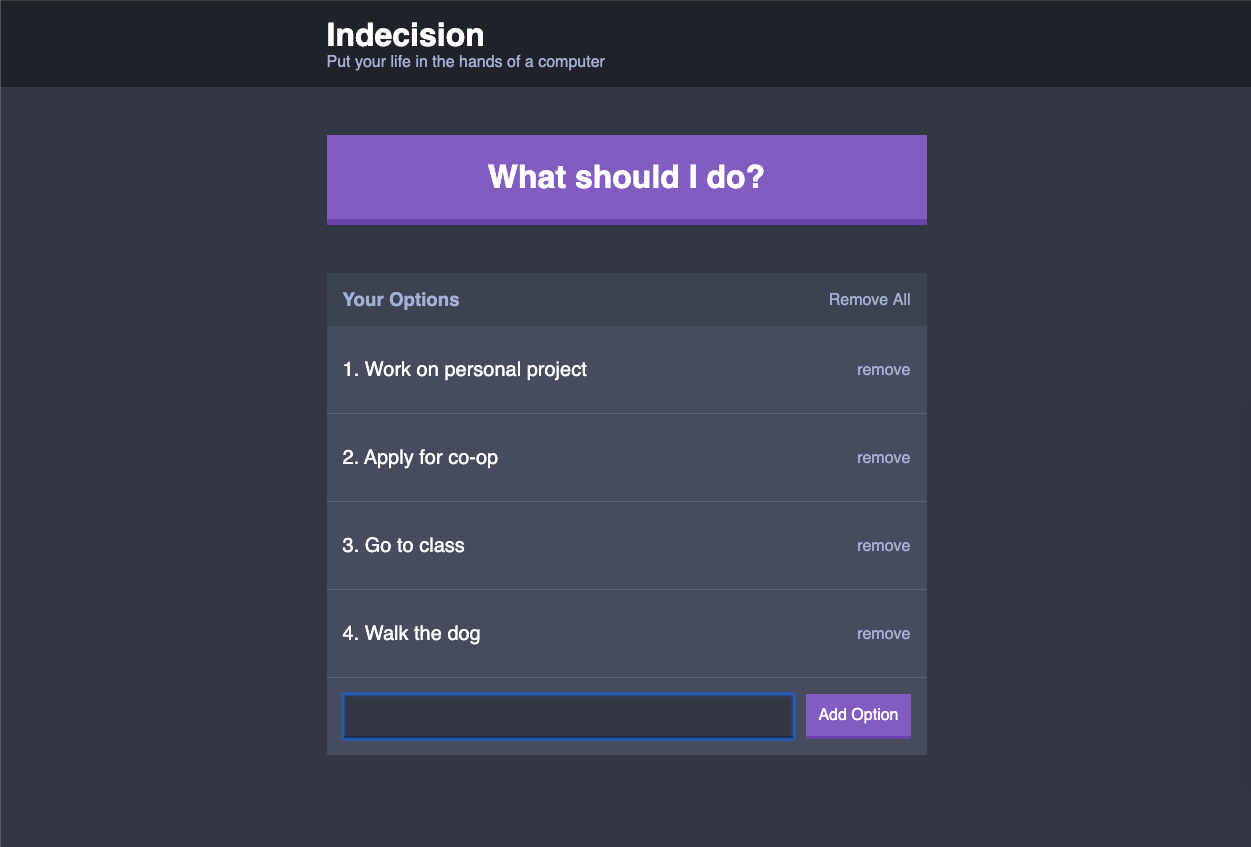 Indecision
Put your life in the hands of a computer
What should I do?
Your Options Remove All
1. Work on personal project remove
2. Apply for co-op remove
3. Go to class remove
4. Walk the dog remove
Add Option